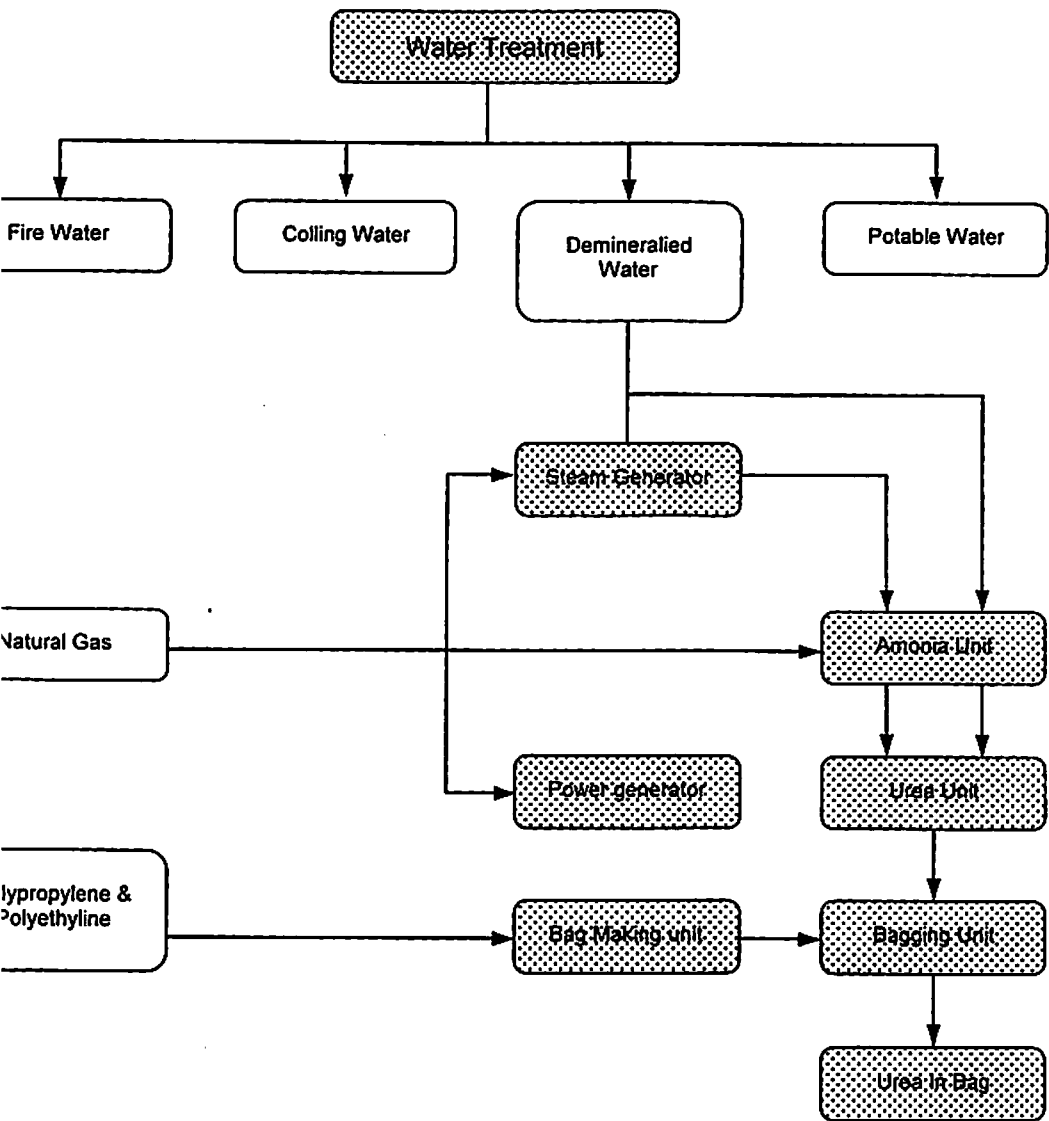 Water Treatment
Fire Water
Colling Water
Demineralied
Water
Potable Water
Steam Generator
Natural Gas
Amonia Unit
Power generator
Urea Unit
lypropylene &
Polyethyline
Bag Making unit
Bagging Unit
Urea In Bag